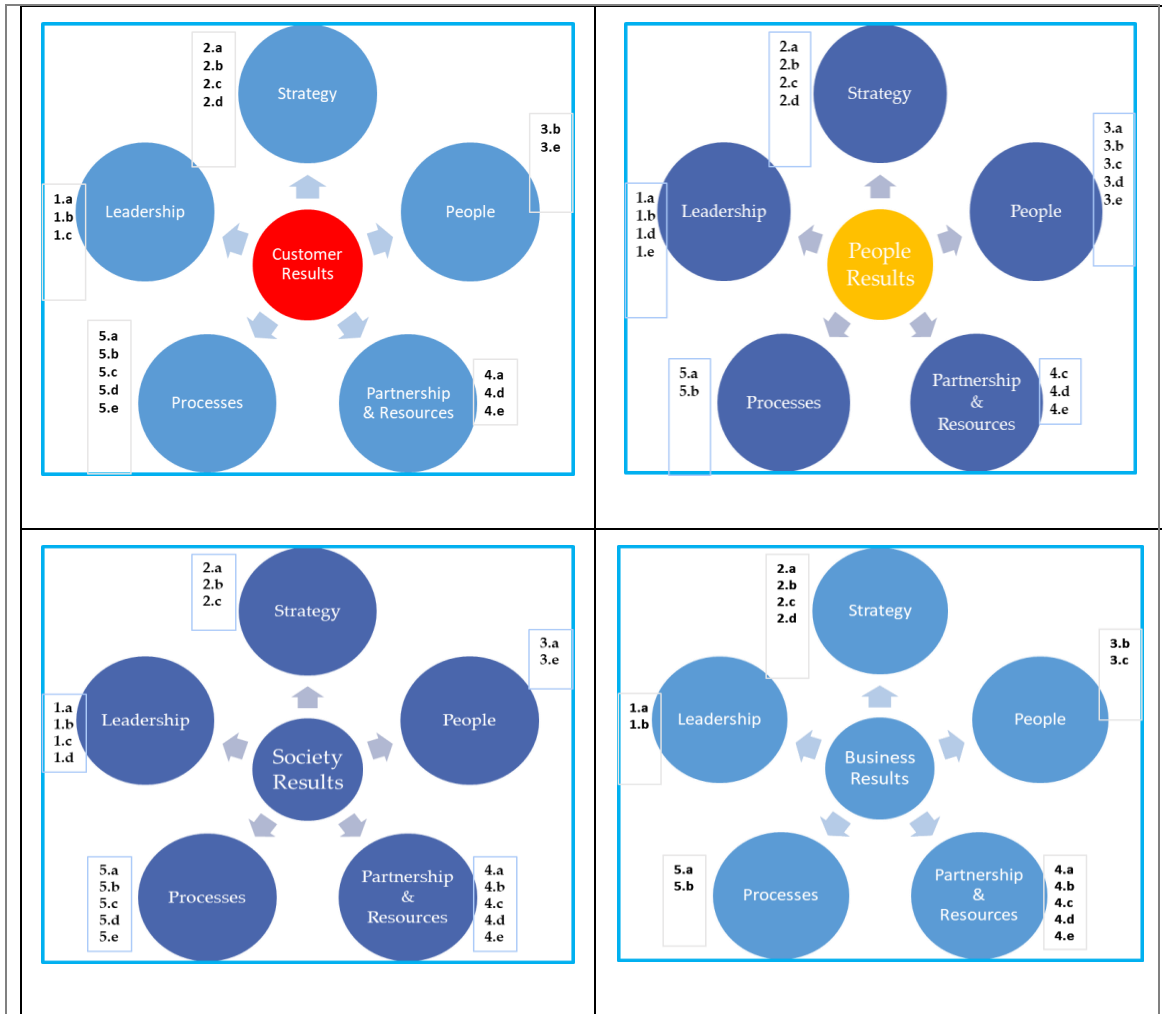 2.a
2.b
2.c
2.d
Strategy
3.b
3.e
People
1.a
1.b
1.c
Leadership
Customer
Results
5.a
5.b
5.c
5.d
5.e
Processes
Partnership
& Resources
4.a
4.d
4.e
2.a
2.b
2.c
2.d
Strategy
3.a
3.b
3.c
3.d
3.e
People
1.a
1.b
1.d
1.e
Leadership
People
Results
5.a
5.b
Processes
Partnership
&
Resources
4.c
4.d
4.e
2.a
2.b
2.c
Strategy
3.a
3.e
People
1.a
1.b
1.c
1.d
Leadership
Society
Results
5.a
5.b
5.c
5.d
5.e
Processes
Partnership
&
Resources
4.a
4.b
4.c
4.d
4.e
2.a
2.b
2.c
2.d
Strategy
3.b
3.c
People
1.a
1.b
Leadership
Business
Results
5.a
5.b
Processes
Partnership
&
Resources
4.a
4.b
4.c
4.d
4.e